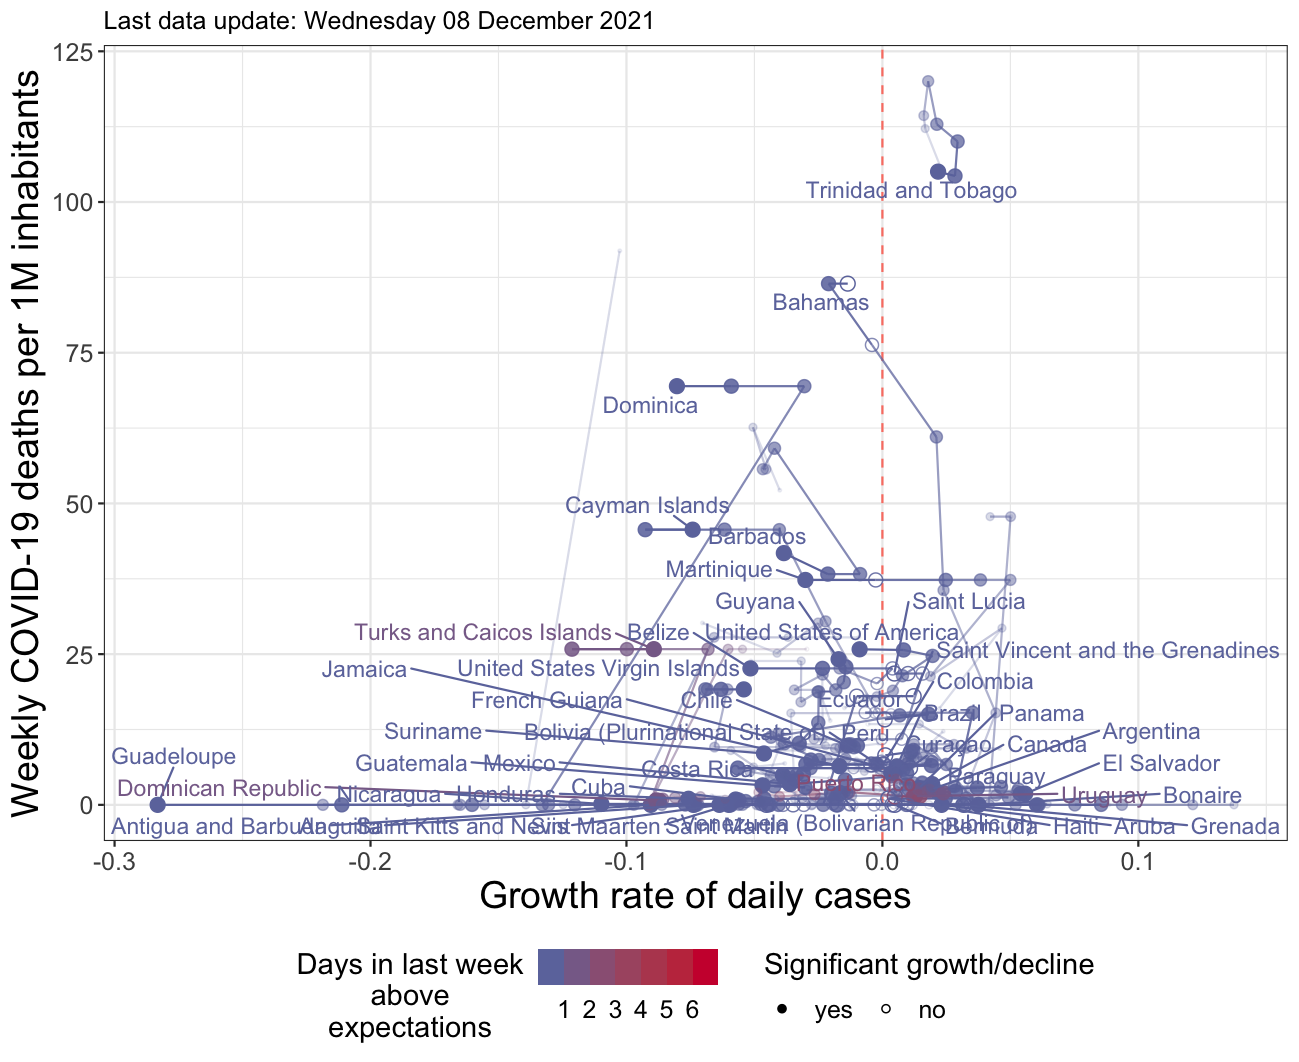 Last data update: Wednesday 08 December 2021
Weekly COVID-19 deaths per 1M inhabitants
125
100
75
50
25
0
Trinidad and Tobago
Bahamas
Dominica
Cayman Islands
Barbados
Martinique
Guyana
Saint Lucia
Turks and Caicos Islands
Belize
United States of America
Saint Vincent and the Grenadines
Jamaica
United States Virgin Islands
Colombia
French Guiana
Chile
Ecuador
Brazil
Panama
Suriname
Bolivia (Plurinational State of)
Peru
Curaçao
Canada
Argentina
Guadeloupe
Guatemala
Mexico
Costa Rica
Paraguay
El Salvador
Dominican Republic
Nicaragua
Honduras
Cuba
Puerto Rico
Uruguay
Bonaire
Antigua and Barbuda
Anguilla
Saint Kitts and Nevis
Sint Maarten
Saint Martin
Venezuela (Bolivarian Republic of)
Bermuda
Haiti
Aruba
Grenada
-0.3
-0.2
-0.1
0.0
0.1
Growth rate of daily cases
Days in last week
above
expectations
1 2 3 4 5 6
Significant growth/decline
yes
no